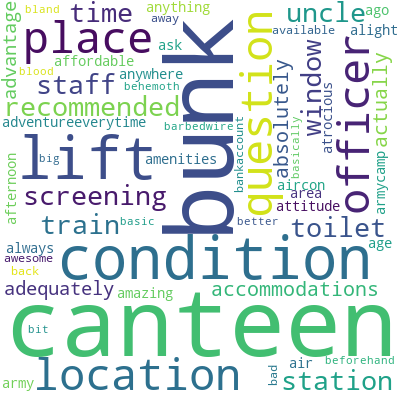 bland
time
anything
uncle
ago
away
available
alight
place
ask
advantage
affordable
staff
anywhere
window
behemoth
blood
recommended
bunk
question
absolutely
officer
atrocious
actually
adventureeverytime
barbedwire
basically
big
lift
amenities
bankaccount
aircon
area
armycamp
afternoon
screening
attitude
train
basic
better
toilet
always
condition
age
awesome
back
adequately
amazing
accommodations
canteen
bit
air
beforehand
army
location
bad
station